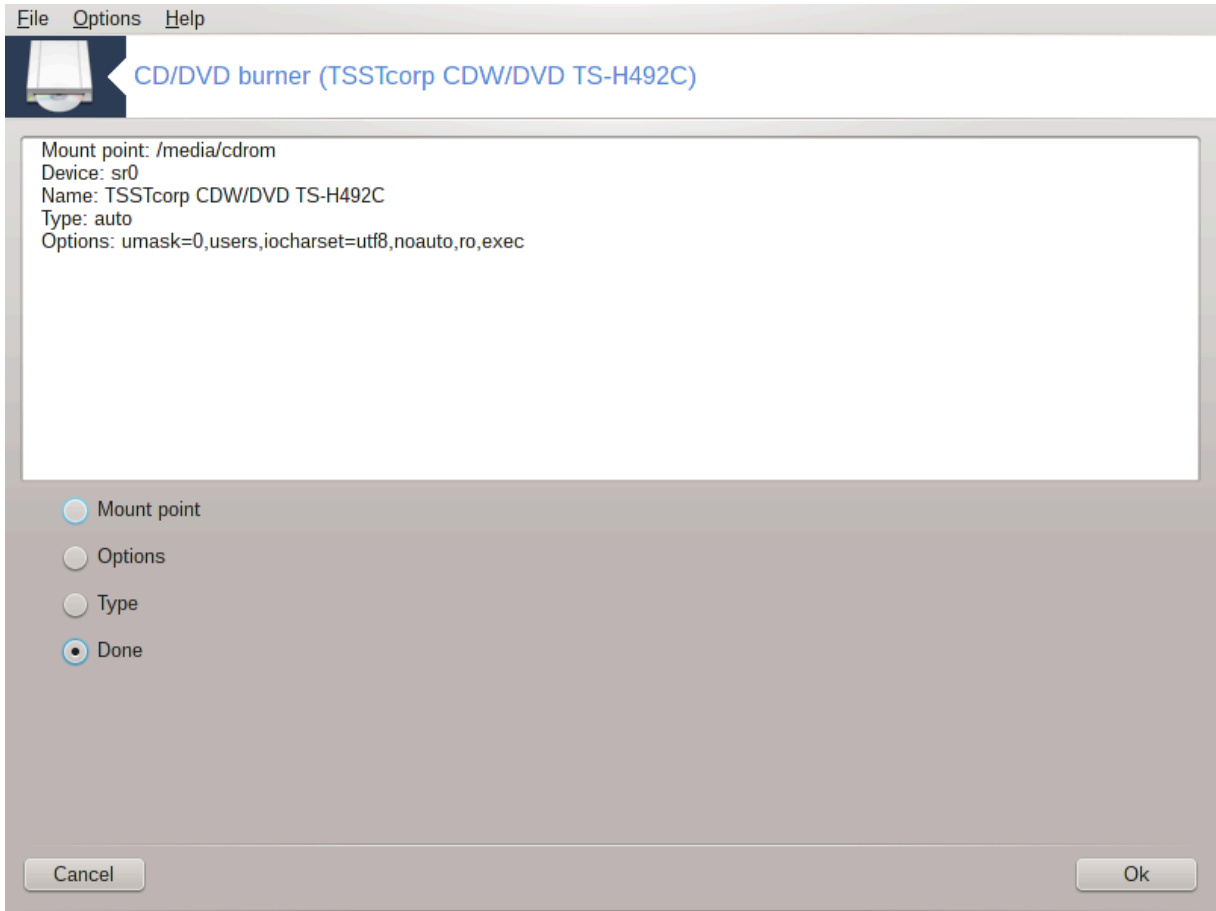 File Options Help
CD/DVD burner (TSSTcorp CDW/DVD TS-H492C)
Mount point: /media/cdrom
Device: sr0
Name: TSSTcorp CDW/DVD TS-H492C
Type: auto
Options: umask=0,users,iocharset=utf8,noauto,ro,exec
Mount point
Options
Type
Done
Cancel Ok